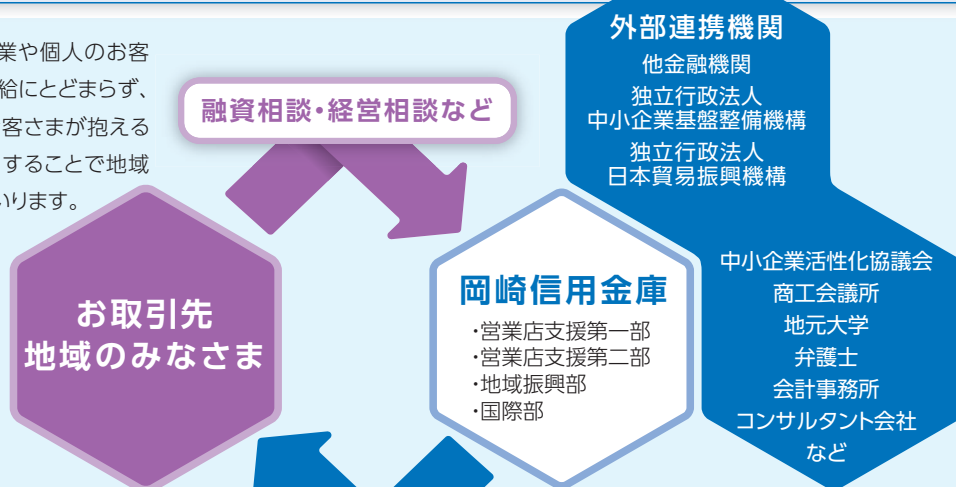 業や個人のお客
給にとどまらず、
客さまが抱える
することで地域
いります。
融資相談・経営相談など
外部連携機関
他金融機関
独立行政法人
中小企業基盤整備機構
独立行政法人
日本貿易振興機構
中小企業活性化協議会
商工会議所
地元大学
弁護士
会計事務所
コンサルタント会社
など
お取引先
地域のみなさま
岡崎信用金庫
・営業店支援第一部
・営業店支援第二部
・地域振興部
・国際部